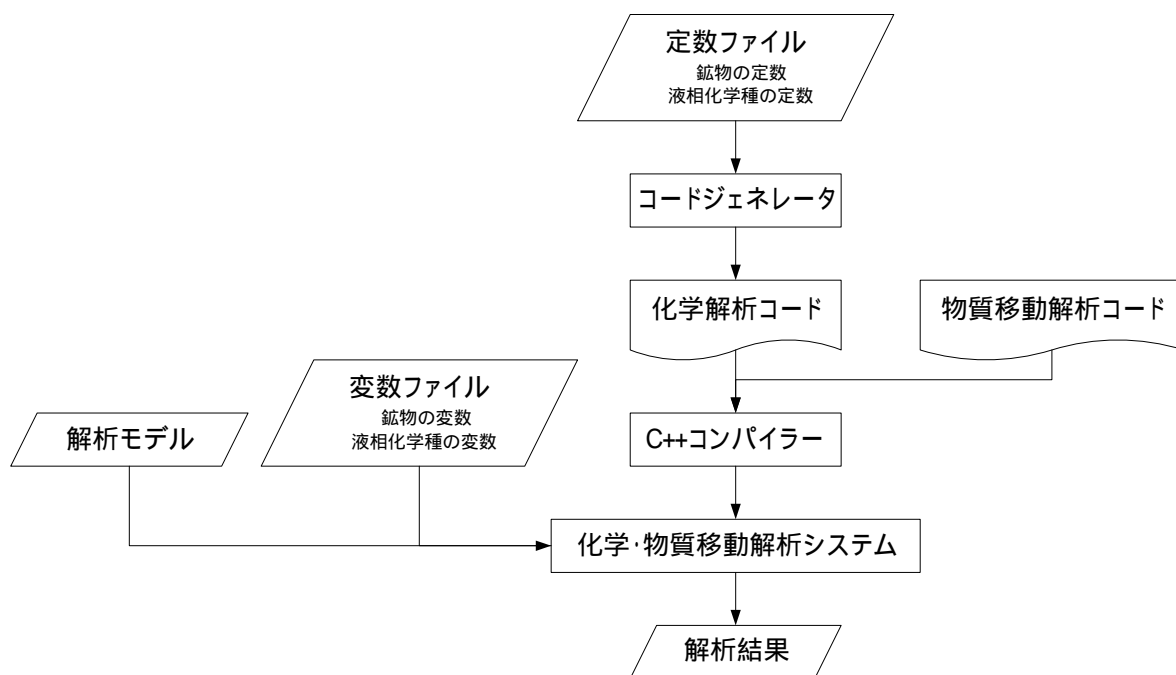 定数ファイル
鉱物の定数
液相化学種の定数
コードジェネレータ
化学解析コード
物質移動解析コード
変数ファイル
鉱物の変数
液相化学種の変数
解析モデル
C++コンパイラー
化学・物質移動解析システム
解析結果